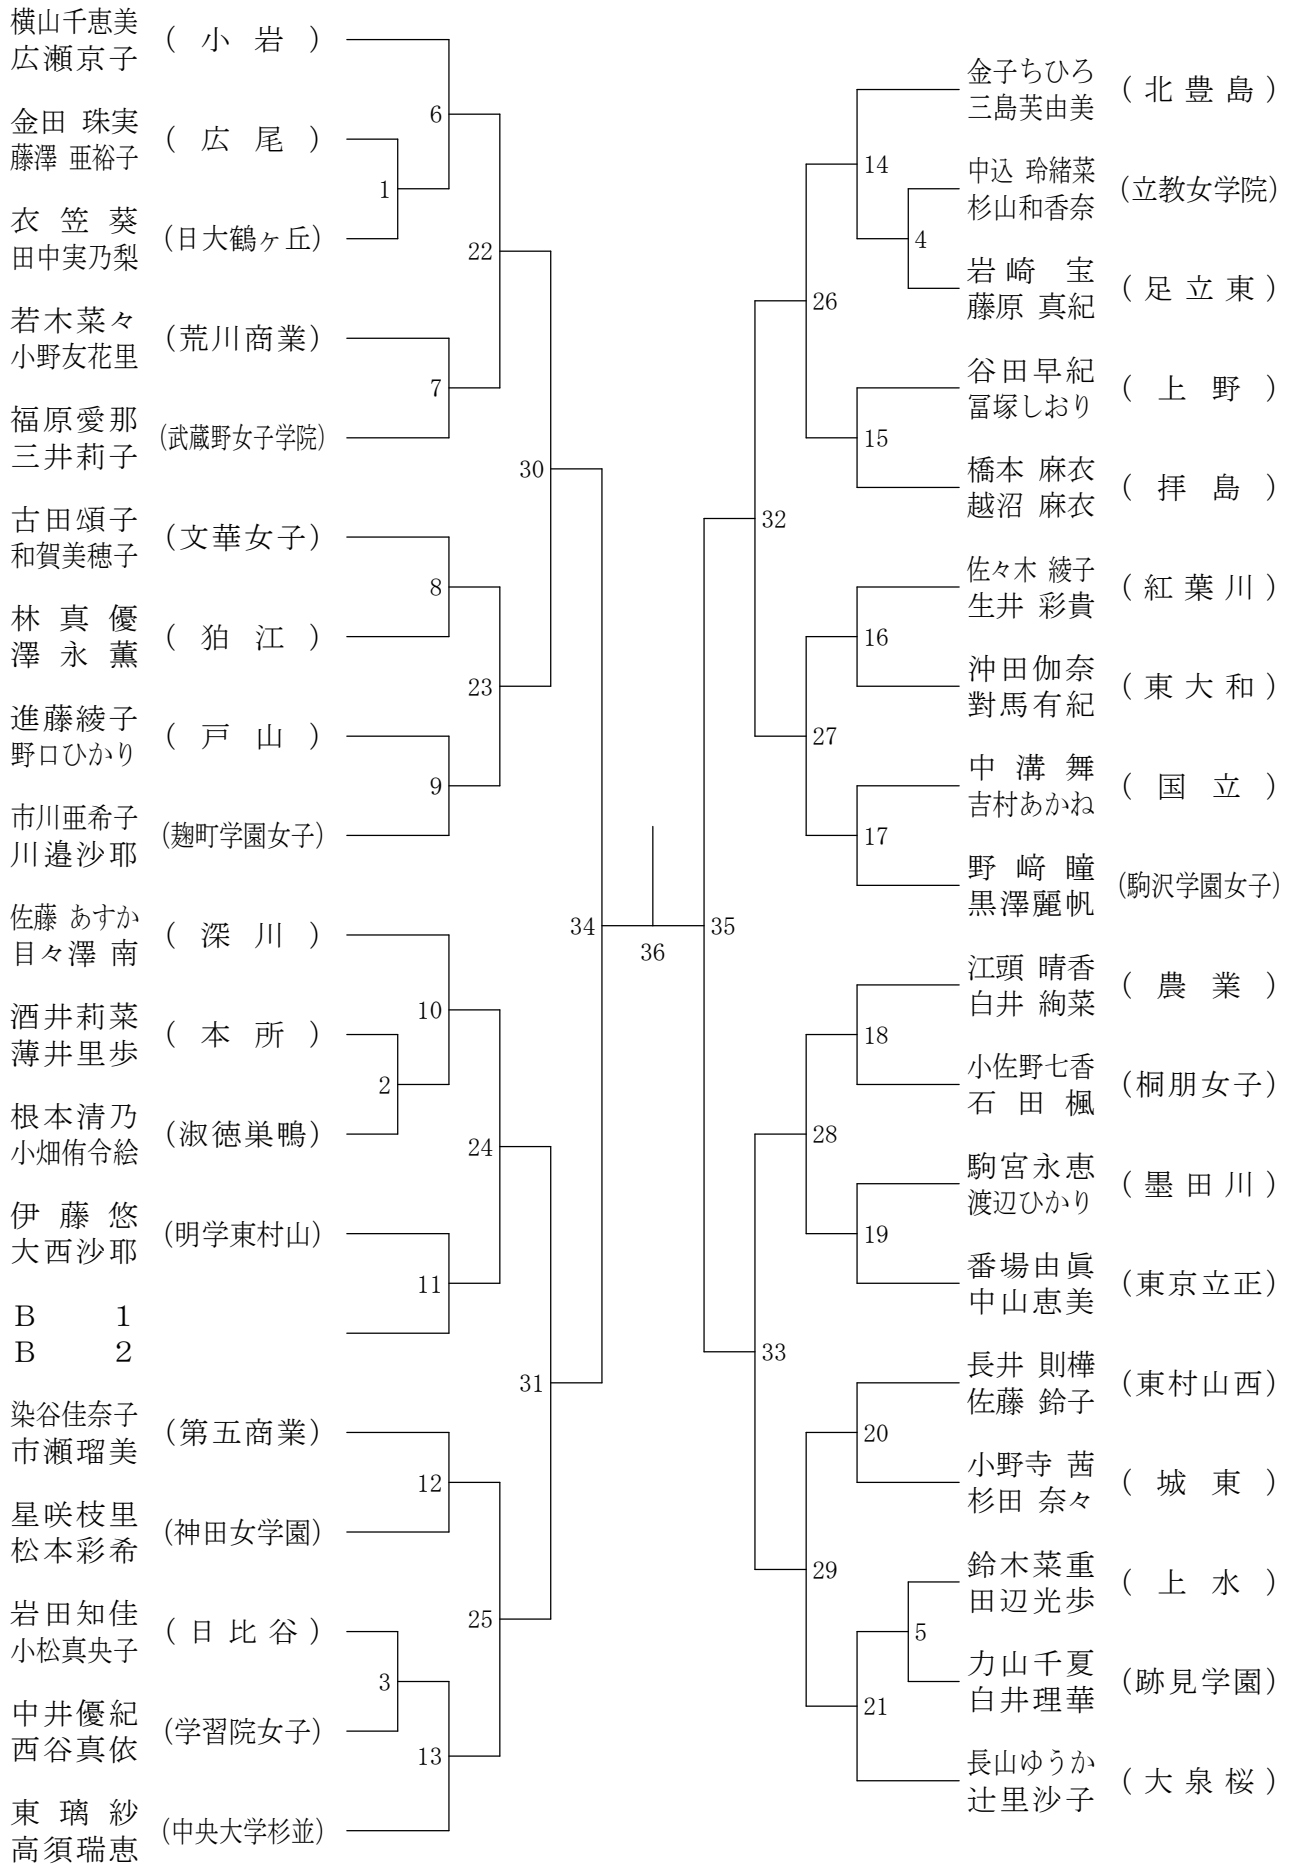 横山千恵美
広瀬京子
(小岩)
金田 珠実
藤澤 亜裕子
(広尾)
衣笠葵
田中実乃梨
(日大鶴ヶ丘)
若木菜々
小野友花里
(荒川商業)
福原愛那
三井莉子
(武蔵野女子学院)
古田頌子
和賀美穂子
(文華女子)
林真優
澤永薫
(狛江)
進藤綾子
野口ひかり
(戸山)
市川亜希子
川邉沙耶
(麹町学園女子)
佐藤 あすか
目々澤 南
(深川)
酒井莉菜
薄井里歩
(本所)
根本清乃
小畑侑令絵
(淑徳巣鴨)
伊藤悠
大西沙耶
(明学東村山)
B 1
B 2
染谷佳奈子
市瀬瑠美
(第五商業)
星咲枝里
松本彩希
(神田女学園)
岩田知佳
小松真央子
(日比谷)
中井優紀
西谷真依
(学習院女子)
東璃紗
高須瑞恵
(中央大学杉並)
1
2
3
6
7
8
9
10
11
12
13
22
23
24
25
30
31
34
36
35
32
33
26
27
28
29
14
15
16
17
18
19
20
21
4
5
金子ちひろ
三島芙由美
(北豊島)
中込 玲緒菜
杉山和香奈
(立教女学院)
岩崎 宝
藤原 真紀
(足立東)
谷田早紀
冨塚しおり
(上野)
橋本 麻衣
越沼 麻衣
(拝島)
佐々木 綾子
生井 彩貴
(紅葉川)
沖田伽奈
對馬有紀
(東大和)
中溝舞
吉村あかね
(国立)
野﨑瞳
黒澤麗帆
(駒沢学園女子)
江頭 晴香
白井 絢菜
(農業)
小佐野七香
石田楓
(桐朋女子)
駒宮永恵
渡辺ひかり
(墨田川)
番場由眞
中山恵美
(東京立正)
長井 則樺
佐藤 鈴子
(東村山西)
小野寺 茜
杉田 奈々
(城東)
鈴木菜重
田辺光歩
(上水)
力山千夏
白井理華
(跡見学園)
長山ゆうか
辻里沙子
(大泉桜)